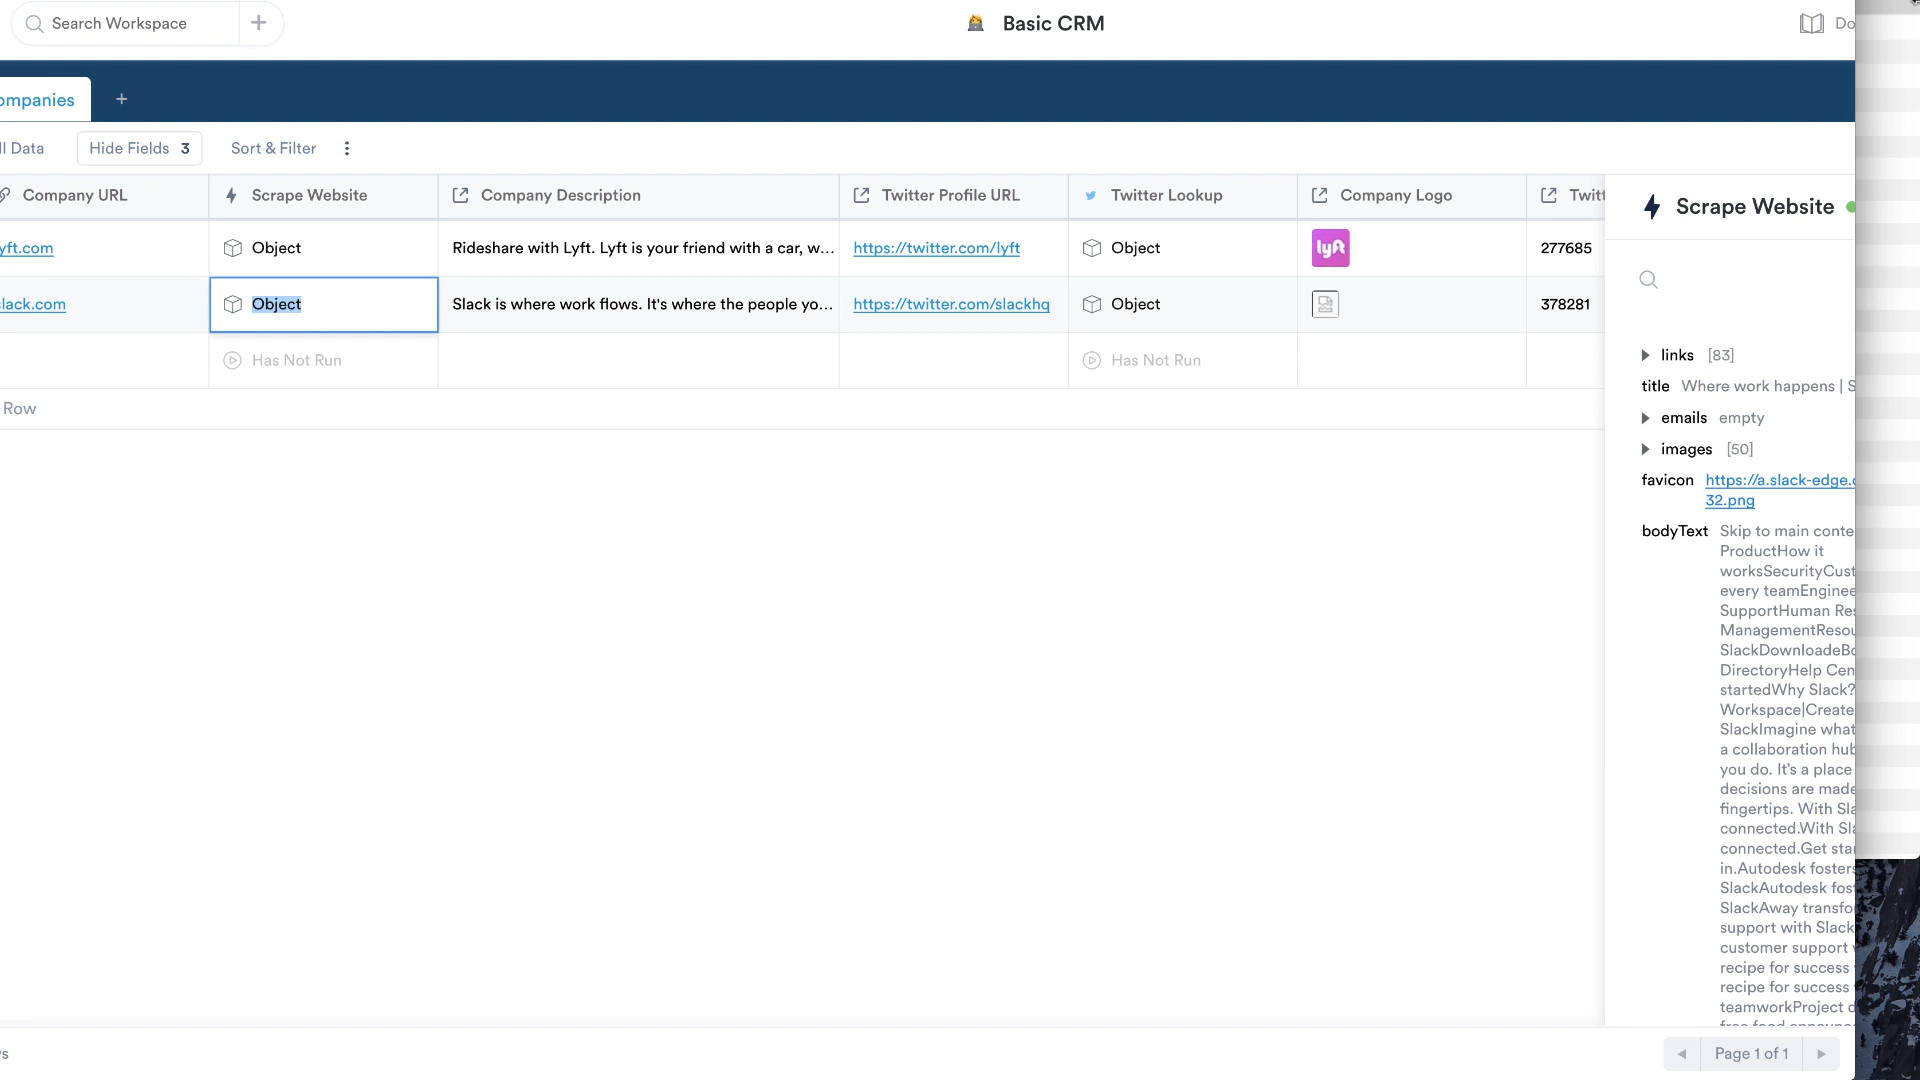 Search Workspace
Basic CRM
Do
ompanies
ll Data
Hide Fields 3
Sort & Filter
Company URL
Scrape Website
Company Description
Twitter Profile URL
Twitter Lookup
Company Logo
Twitt
yft.com
Object
Rideshare with Lyft. Lyft is your friend with a car, w...
https://twitter.com/lyft
Object
lyft
277685
slack.com
Object
Slack is where work flows. It's where the people yo...
https://twitter.com/slackhq
Object
378281
Has Not Run
Has Not Run
Row
Scrape Website
links [83]
title Where work happens | S
emails empty
images [50]
favicon https://a.slack-edge.c
32.png
bodyText Skip to main conte
ProductHow it
worksSecurityCust
every teamEnginee
SupportHuman Res
ManagementResou
SlackDownloadeBo
DirectoryHelp Cen
startedWhy Slack?
Workspace|Create
SlackImagine what
a collaboration hub
you do. It's a place
decisions are made
fingertips. With Sla
connected.With Sla
connected.Get star
in.Autodesk fosters
SlackAutodesk fost
SlackAway transfo
support with Slack
customer support w
recipe for success
recipe for success
teamworkProject d
free food announc
Page 1 of 1